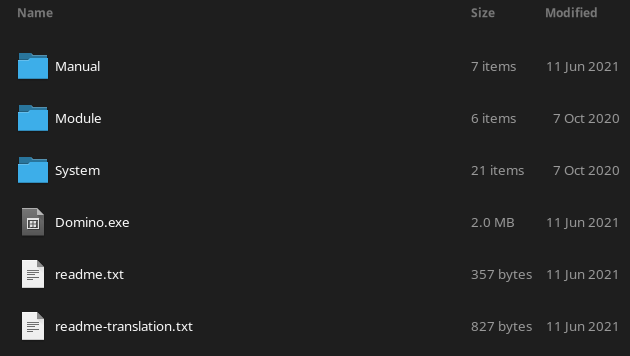 Name Size Modified
Manual 7 items 11 Jun 2021
Module 6 items 7 Oct 2020
System 21 items 7 Oct 2020
Domino.exe 2.0 MB 11 Jun 2021
readme.txt 357 bytes 11 Jun 2021
readme-translation.txt 827 bytes 11 Jun 2021